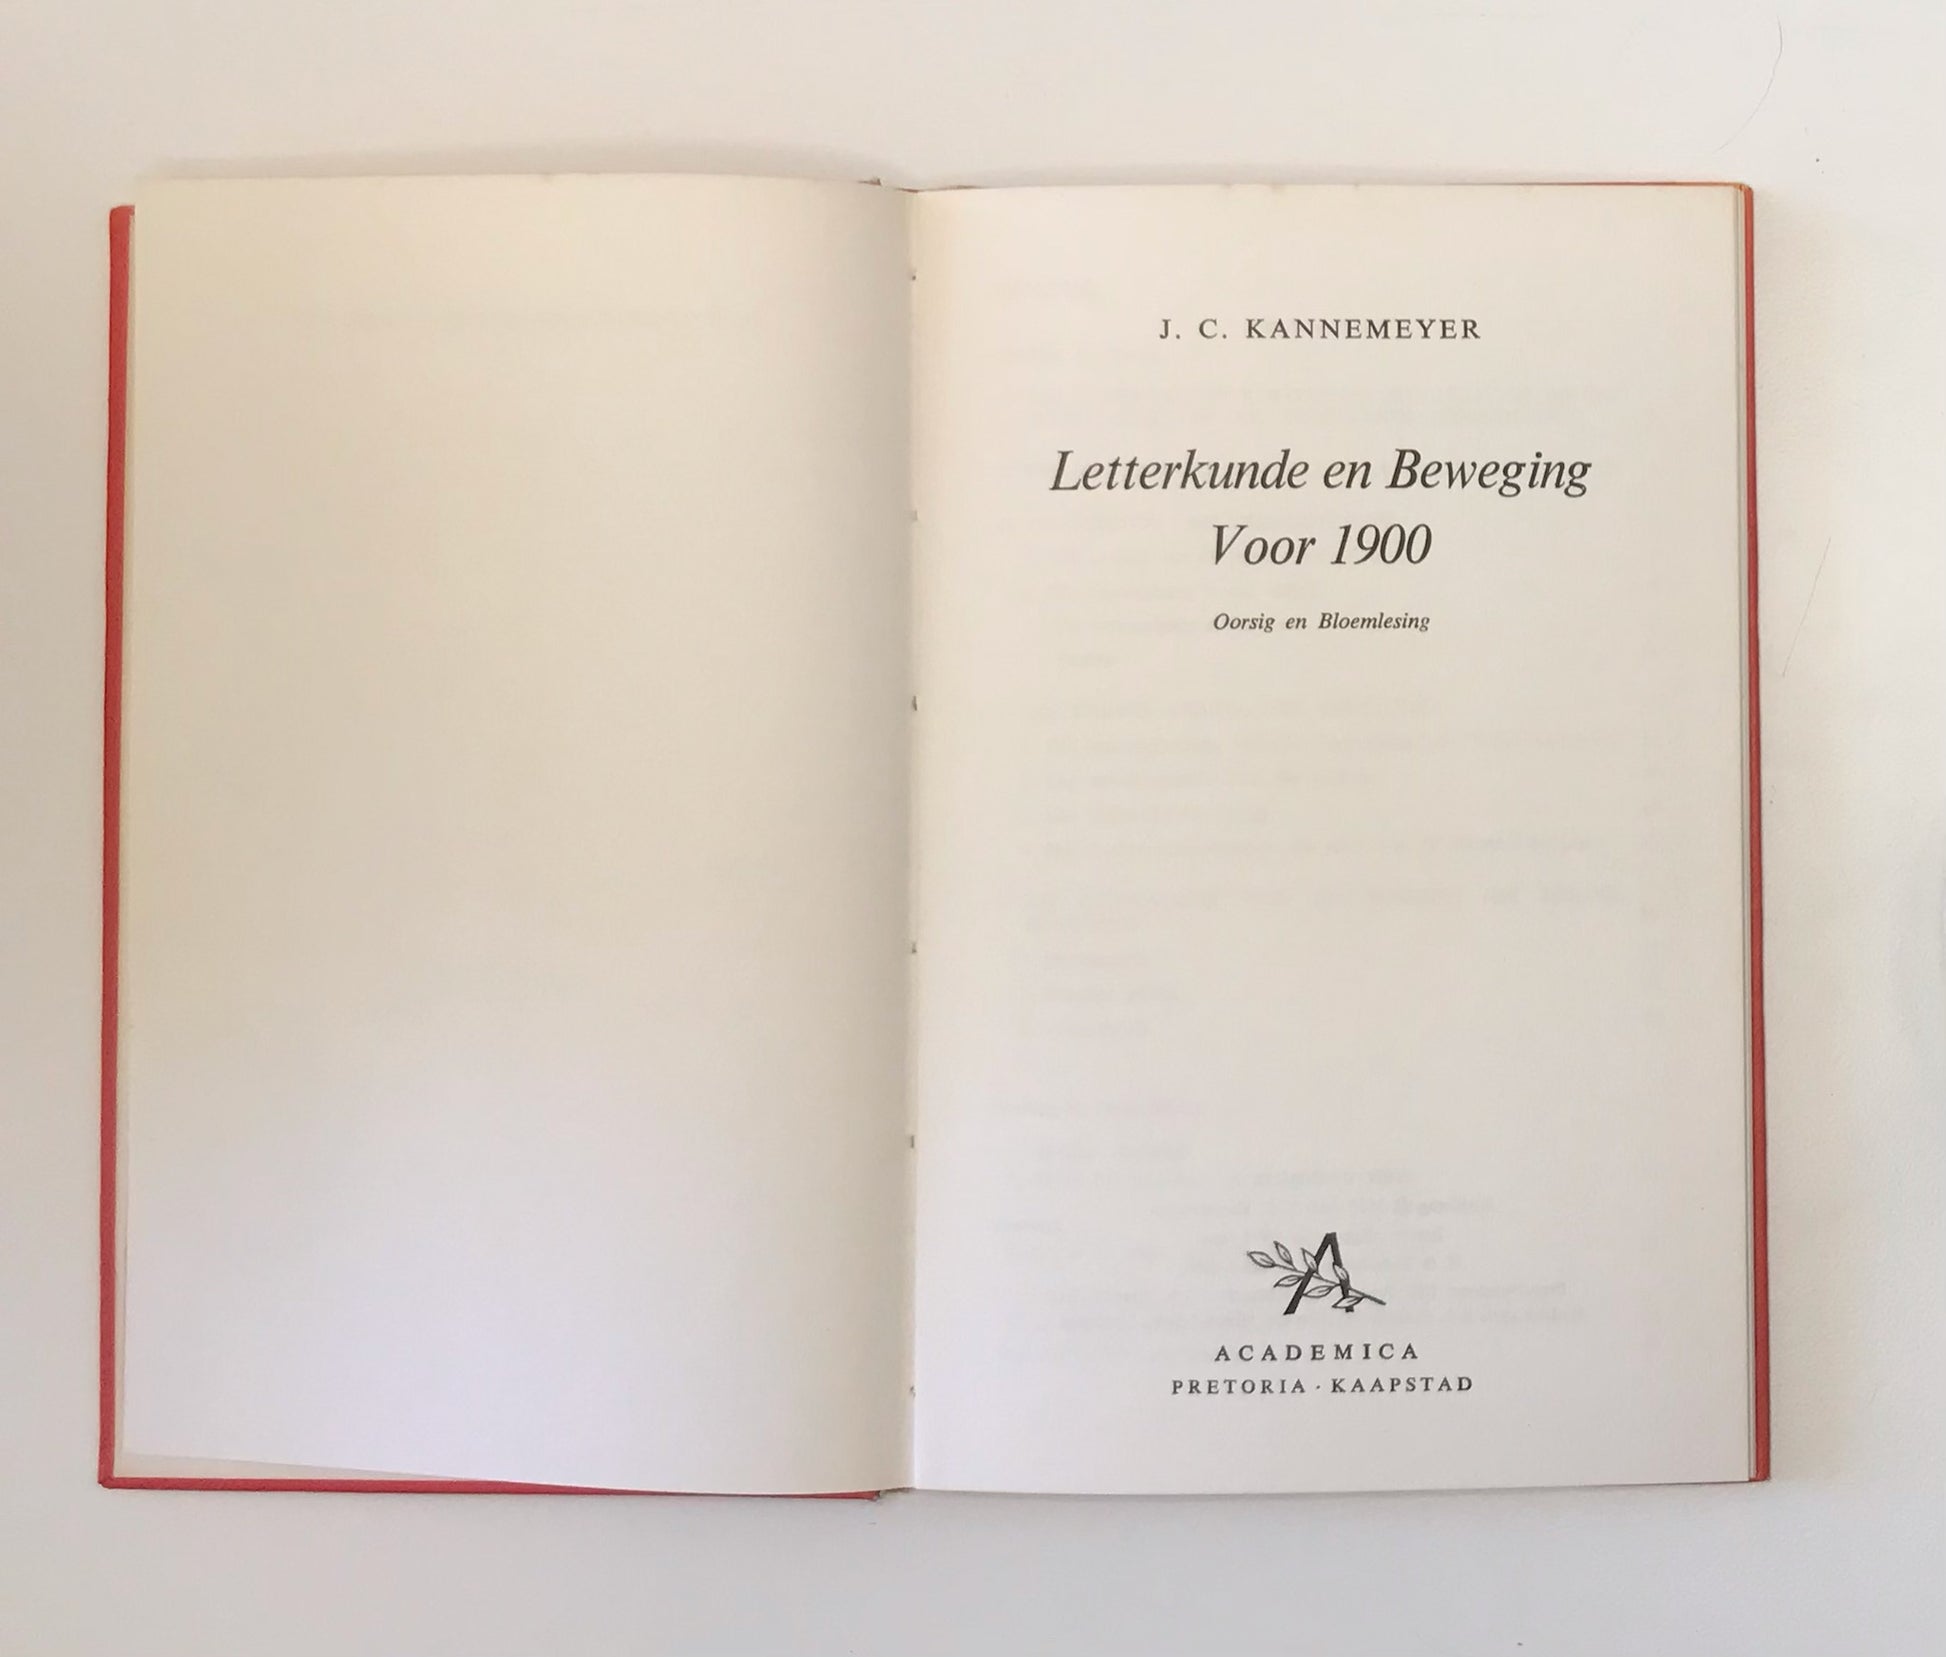 J. C. KANNEMEYER
Letterkunde en Beweging
Voor 1900
Oorsig en Bloemlesing
A
ACADEMICA
PRETORIA · KAAPSTAD